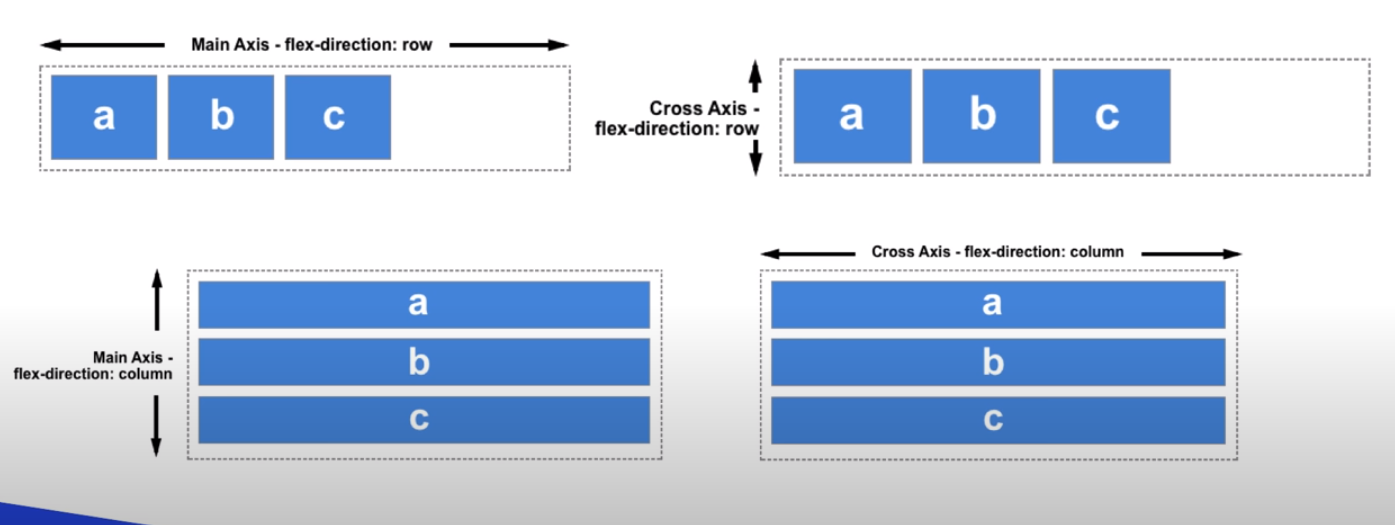 Main Axis - flex-direction: row
a b c
Cross Axis -
flex-direction: row
a b c
Main Axis -
flex-direction: column
a
b
c
Cross Axis - flex-direction: column
a
b
c